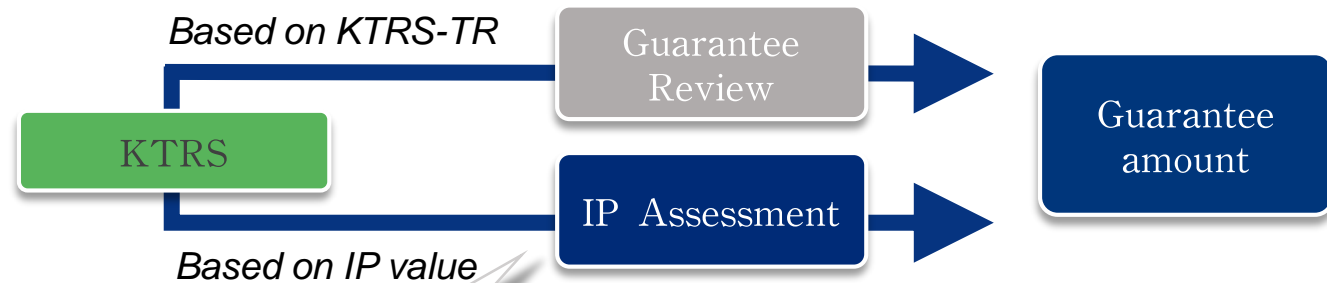 Based on KTRS-TR
Guarantee
Review
KTRS
Guarantee
amount
IP Assessment
Based on IP value